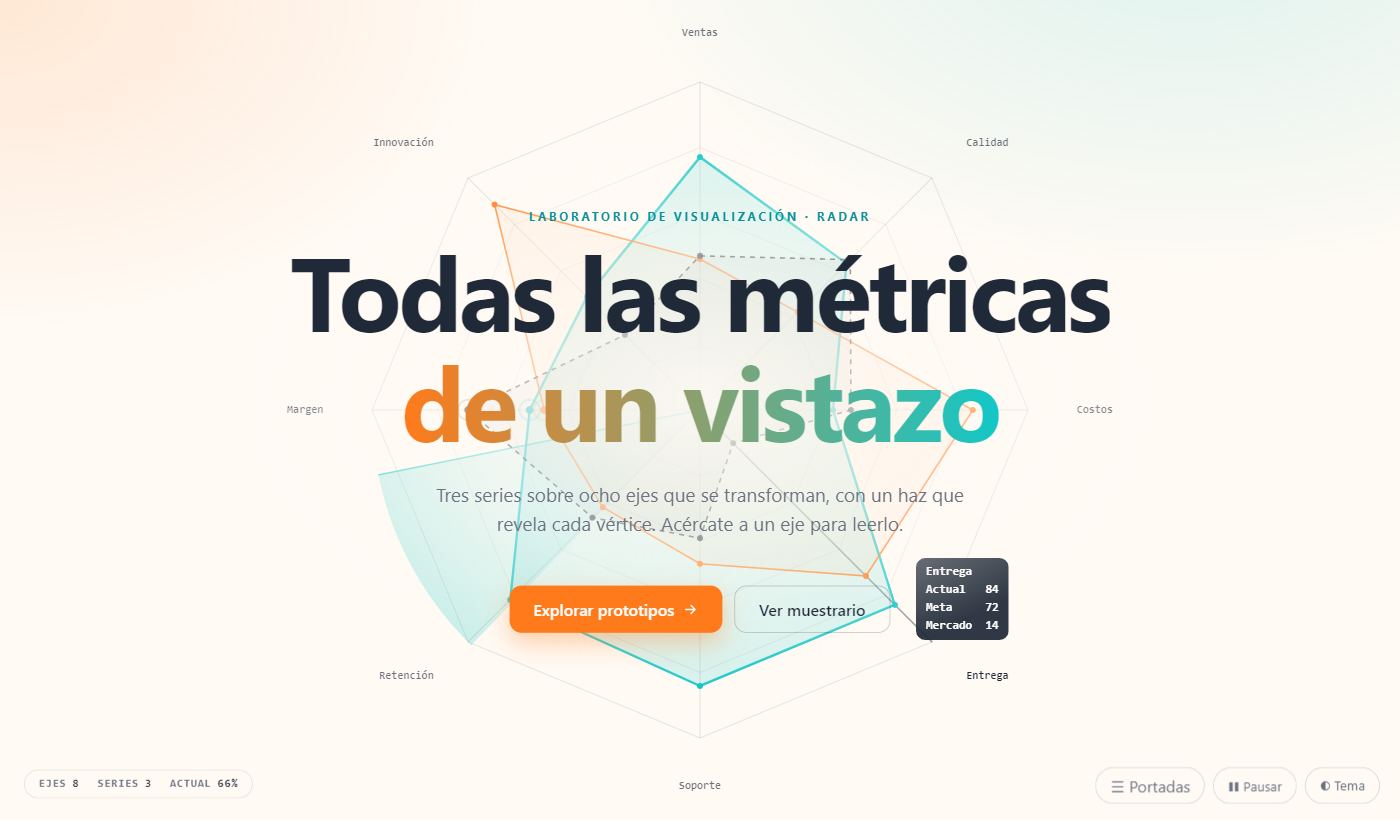 Ventas
Innovación
Calidad
LABORATORIO DE VISUALIZACIÓN · RADAR
Todas las métricas
de un vistazo
Margen
Costos
Tres series sobre ocho ejes que se transforman, con un haz que
revela cada vértice. Acércate a un eje para leerlo.
Explorar prototipos →
Ver muestrario
Entrega
Actual 84
Meta 72
Mercado 14
Retención
Entrega
Soporte
EJES 8 SERIES 3 ACTUAL 66%
☰ Portadas
Pausar
Tema